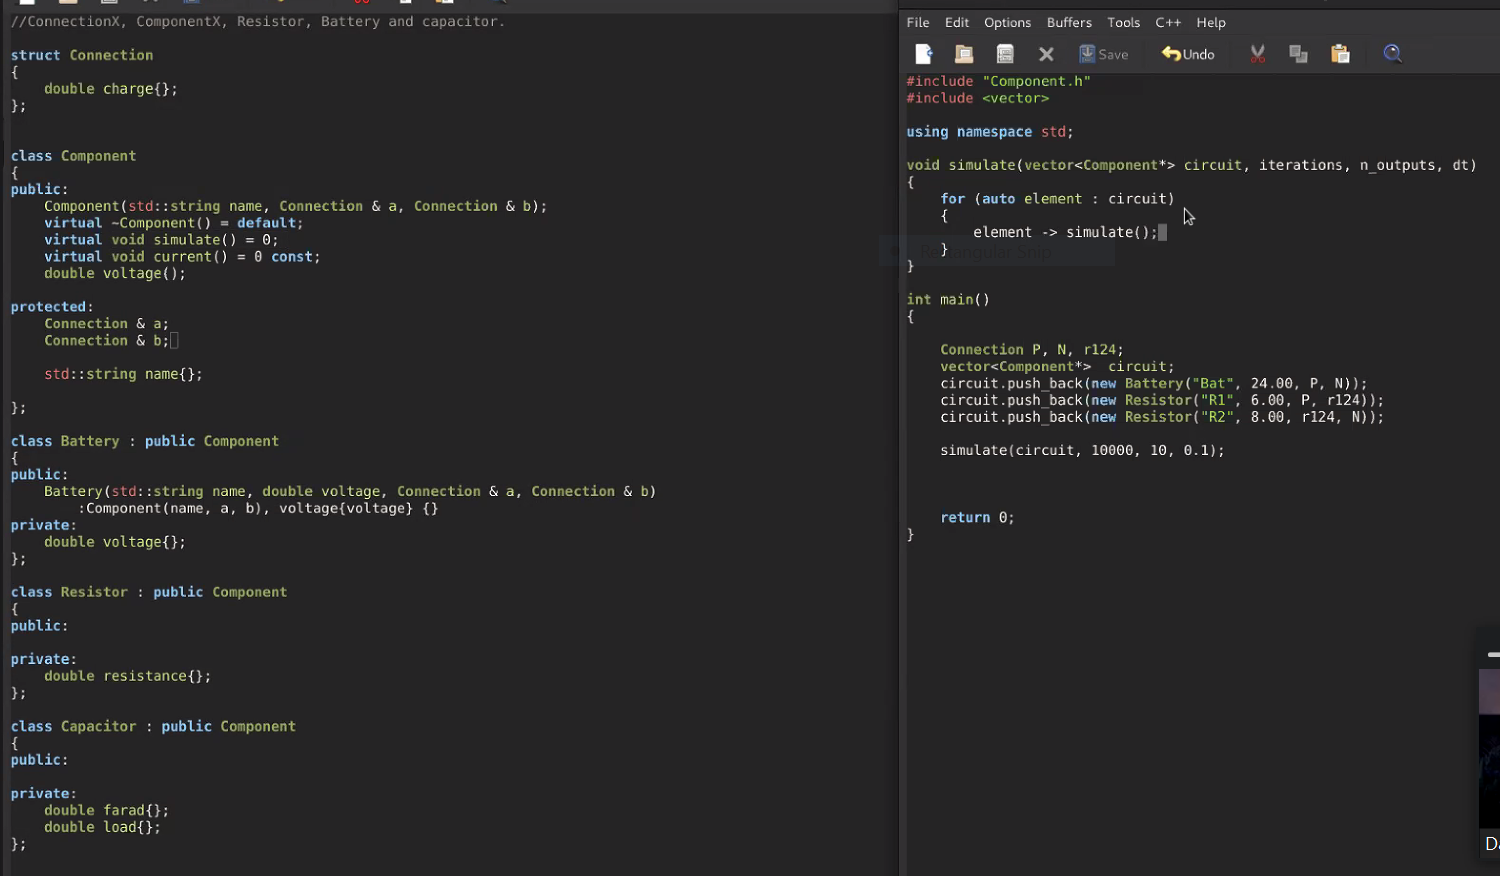 //ConnectionX, ComponentX, Resistor, Battery and capacitor.
struct Connection
{
double charge{};
};
class Component
{
public:
Component(std::string name, Connection & a, Connection & b);
virtual ~Component() = default;
virtual void simulate() = 0;
virtual void current() = 0 const;
double voltage();
protected:
Connection & a;
Connection & b;
std::string name{};
};
class Battery : public Component
{
public:
Battery(std::string name, double voltage, Connection & a, Connection & b)
:Component(name, a, b), voltage{voltage} {}
private:
double voltage{};
};
class Resistor : public Component
{
public:
private:
double resistance{};
};
class Capacitor : public Component
{
public:
private:
double farad{};
double load{};
};
File Edit Options Buffers Tools C++ Help
Save Undo
#include "Component.h"
#include <vector>
using namespace std;
void simulate(vector<Component*> circuit, iterations, n_outputs, dt)
{
for (auto element : circuit)
{
element -> simulate();
}
Rectangular Snip
}
int main()
{
Connection P, N, r124;
vector<Component*>  circuit;
circuit.push_back(new Battery("Bat", 24.00, P, N));
circuit.push_back(new Resistor("R1", 6.00, P, r124));
circuit.push_back(new Resistor("R2", 8.00, r124, N));
simulate(circuit, 10000, 10, 0.1);
return 0;
}